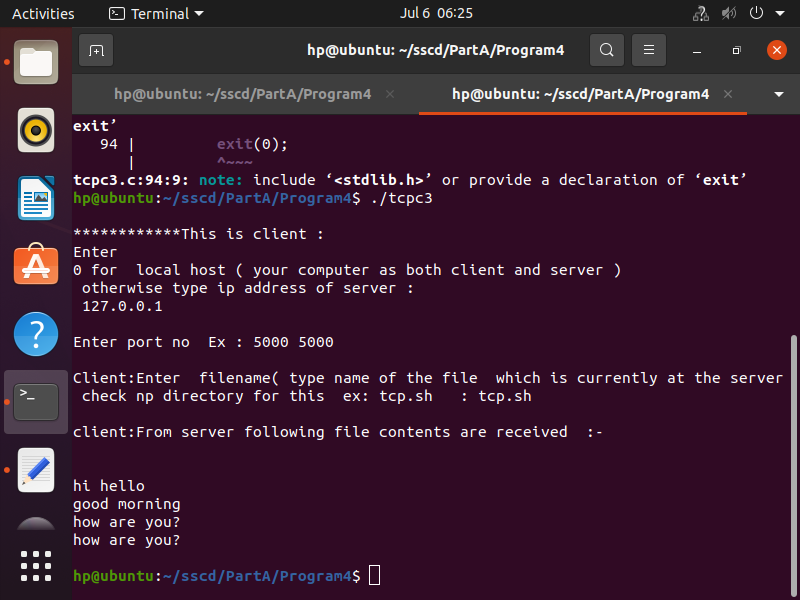 Activities Terminal Jul 6 06:25
hp@ubuntu: ~/sscd/PartA/Program4
hp@ubuntu: ~/sscd/PartA/Program4 × hp@ubuntu: ~/sscd/PartA/Program4 ×
exit’
94 | exit(0);
| ^~~~
tcpc3.c:94:9: note: include ‘<stdlib.h>’ or provide a declaration of ‘exit’
hp@ubuntu:~/sscd/PartA/Program4$ ./tcpc3
************This is client :
Enter
0 for  local host ( your computer as both client and server )
otherwise type ip address of server :
127.0.0.1
Enter port no  Ex : 5000 5000
Client:Enter  filename( type name of the file  which is currently at the server
check np directory for this  ex: tcp.sh   : tcp.sh
client:From server following file contents are received  :-
hi hello
good morning
how are you?
how are you?
hp@ubuntu:~/sscd/PartA/Program4$